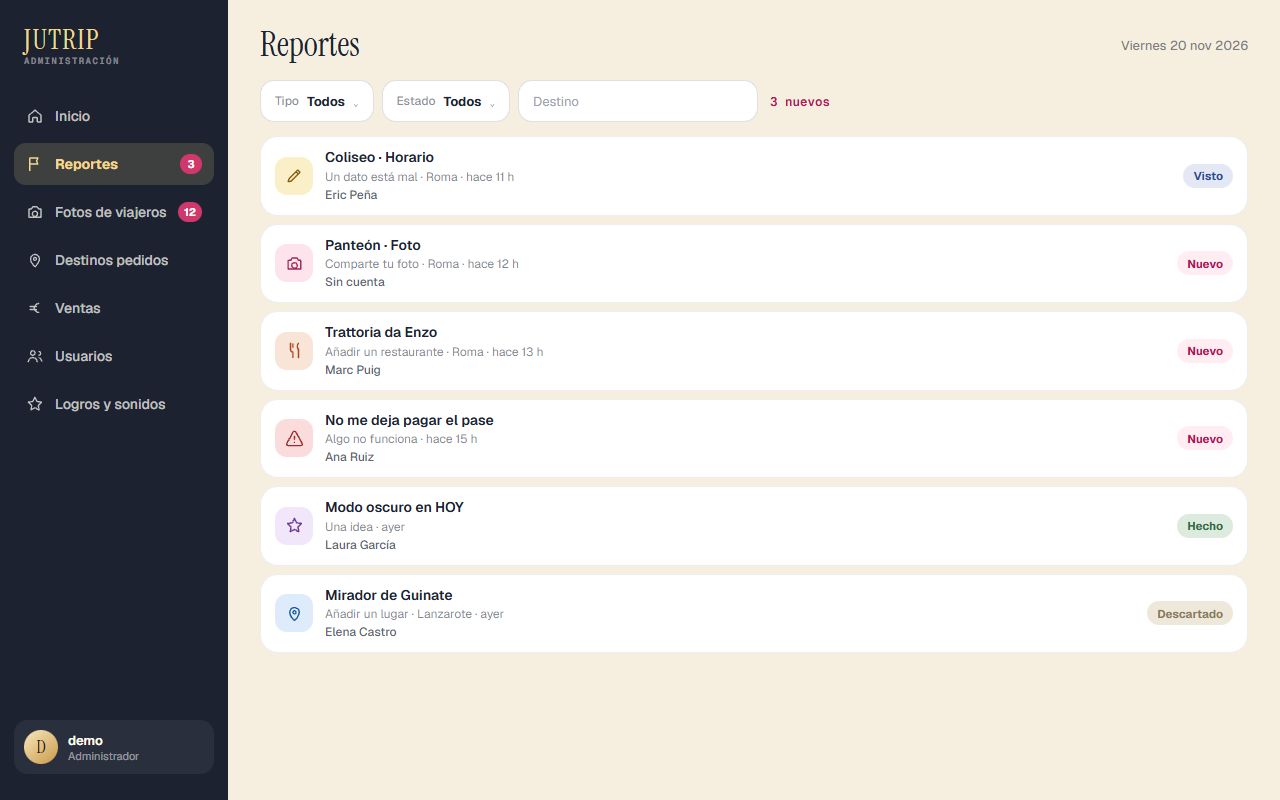 JUTRIP
ADMINISTRACIÓN
Inicio
Reportes 3
Fotos de viajeros 12
Destinos pedidos
Ventas
Usuarios
Logros y sonidos
D
demo
Administrador
Reportes
Viernes 20 nov 2026
Tipo Todos
Estado Todos
Destino
3 nuevos
Coliseo · Horario
Un dato está mal · Roma · hace 11 h
Eric Peña
Visto
Panteón · Foto
Comparte tu foto · Roma · hace 12 h
Sin cuenta
Nuevo
Trattoria da Enzo
Añadir un restaurante · Roma · hace 13 h
Marc Puig
Nuevo
No me deja pagar el pase
Algo no funciona · hace 15 h
Ana Ruiz
Nuevo
Modo oscuro en HOY
Una idea · ayer
Laura García
Hecho
Mirador de Guinate
Añadir un lugar · Lanzarote · ayer
Elena Castro
Descartado